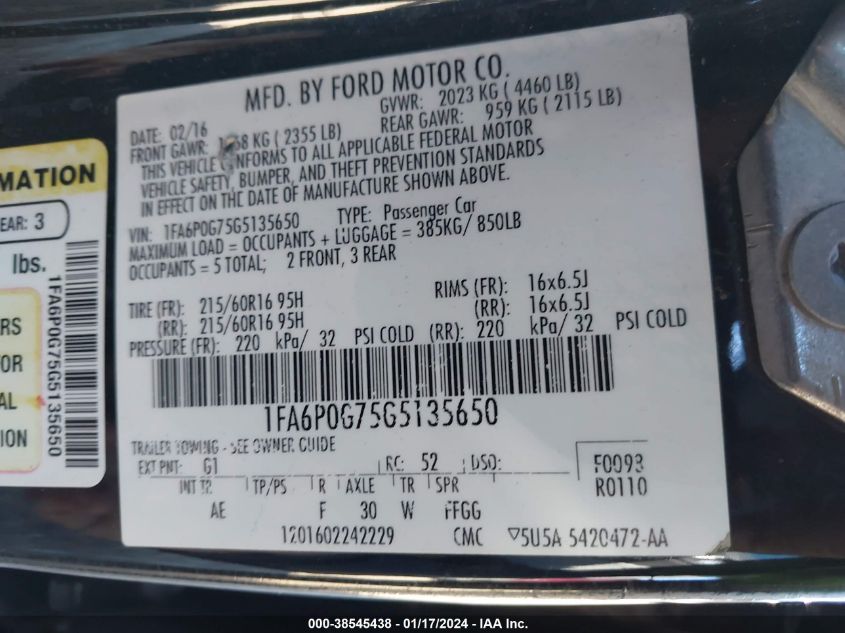 MFD. BY FORD MOTOR CO.
DATE: 02/16 GVWR: 2023 KG ( 4460 LB)
FRONT GAWR: 68 KG ( 2355 LB) REAR GAWR: 959 KG ( 2115 LB)
THIS VEHICLE CONFORMS TO ALL APPLICABLE FEDERAL MOTOR
VEHICLE SAFETY, BUMPER, AND THEFT PREVENTION STANDARDS
IN EFFECT ON THE DATE OF MANUFACTURE SHOWN ABOVE.
VIN: 1FA6P0G75G5135650 TYPE: Passenger Car
MAXIMUM LOAD = OCCUPANTS + LUGGAGE = 385KG/ 850LB
OCCUPANTS = 5 TOTAL; 2 FRONT, 3 REAR
TIRE (FR): 215/60R16 95H RIMS (FR): 16x6.5J
(RR): 215/60R16 95H (RR): 16x6.5J
PRESSURE (FR): 220 kPa/ 32 PSI COLD (RR): 220 kPa/ 32 PSI COLD
1FA6P0G75G5135650
TRAILER TOWING - SEE OWNER GUIDE
EXT PNT: G1 RC: 52 DSO: F0093
R0110
INT TR TP/PS R AXLE TR SPR
AE F 30 W FFGG
1201602242229 CMC ▽5U5A 5420472-AA
MATION
EAR: 3
lbs.
1FA6P0G75G5135650
RS
TOR
AL
ION
000-38545438 - 01/17/2024 - IAA Inc.